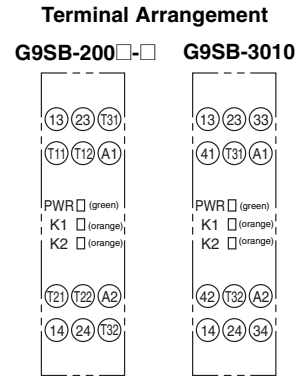 Terminal Arrangement
G9SB-200□-□ G9SB-3010
13 23 T31 13 23 33
T11 T12 A1 41 T31 A1
PWR (green) PWR (green)
K1 (orange) K1 (orange)
K2 (orange) K2 (orange)
T21 T22 A2 42 T32 A2
14 24 T32 14 24 34